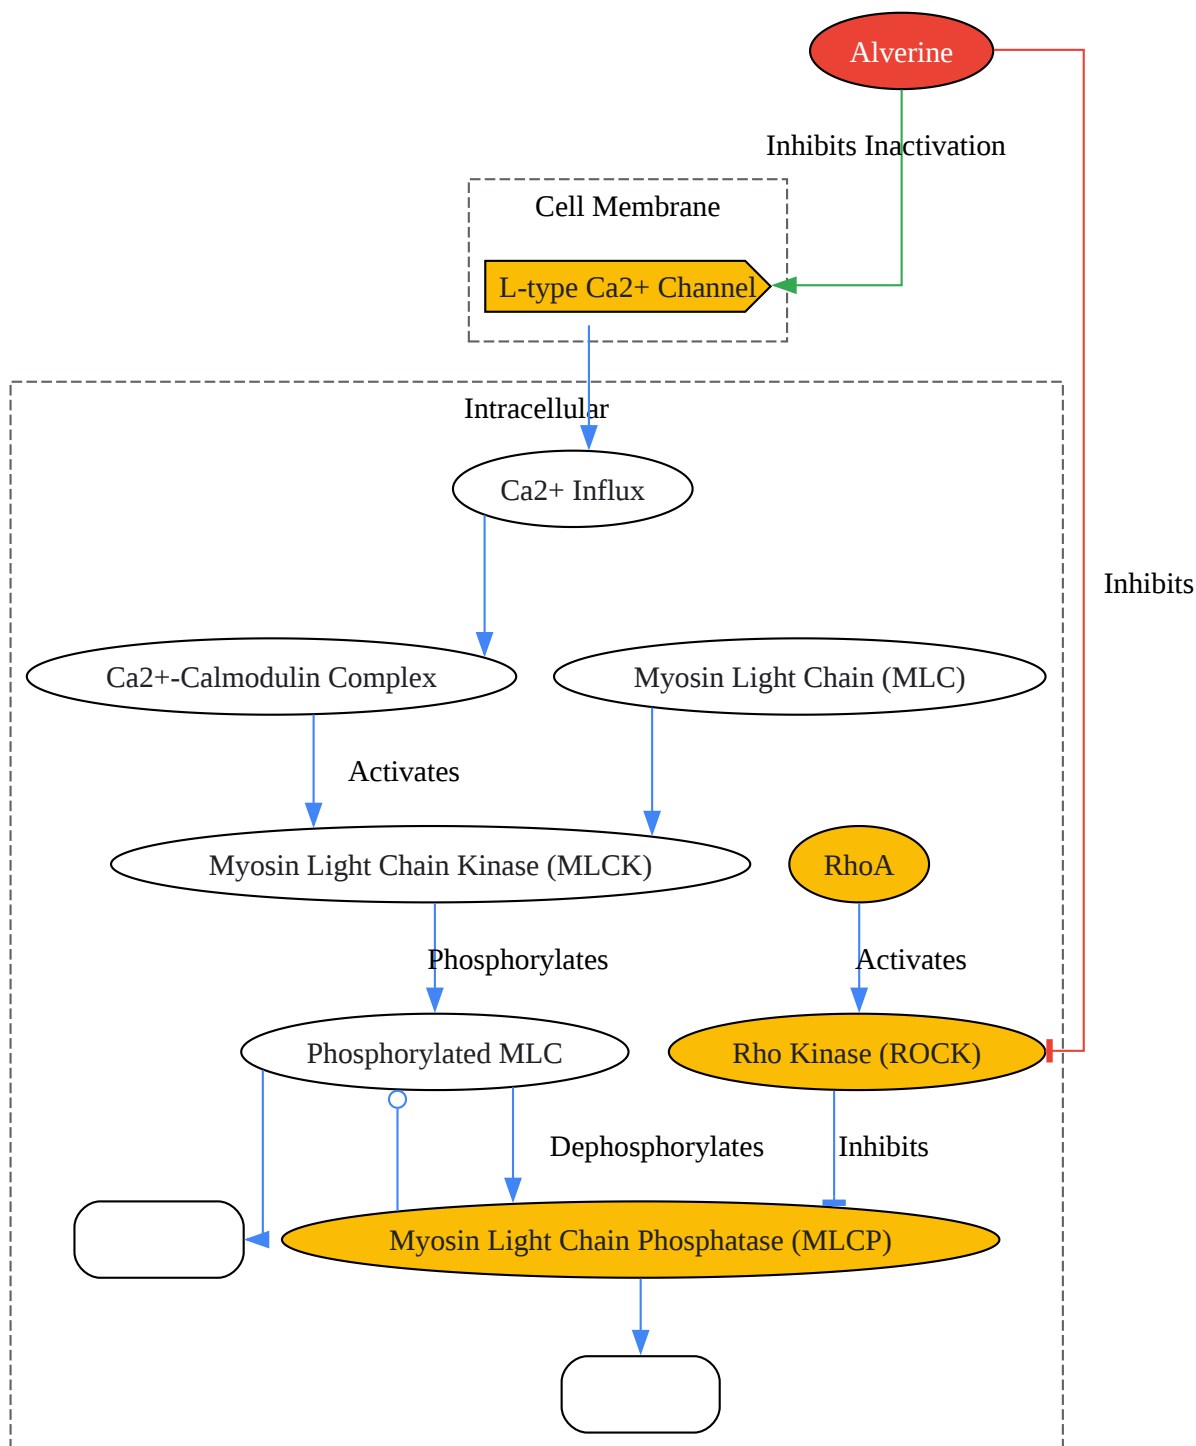 Alverine
Inhibits Inactivation
Cell Membrane
L-type Ca2+ Channel
Intracellular
Ca2+ Influx
Inhibits
Ca2+-Calmodulin Complex
Myosin Light Chain (MLC)
Activates
Myosin Light Chain Kinase (MLCK)
RhoA
Phosphorylates
Activates
Phosphorylated MLC
Rho Kinase (ROCK)
Dephosphorylates
Inhibits
Myosin Light Chain Phosphatase (MLCP)